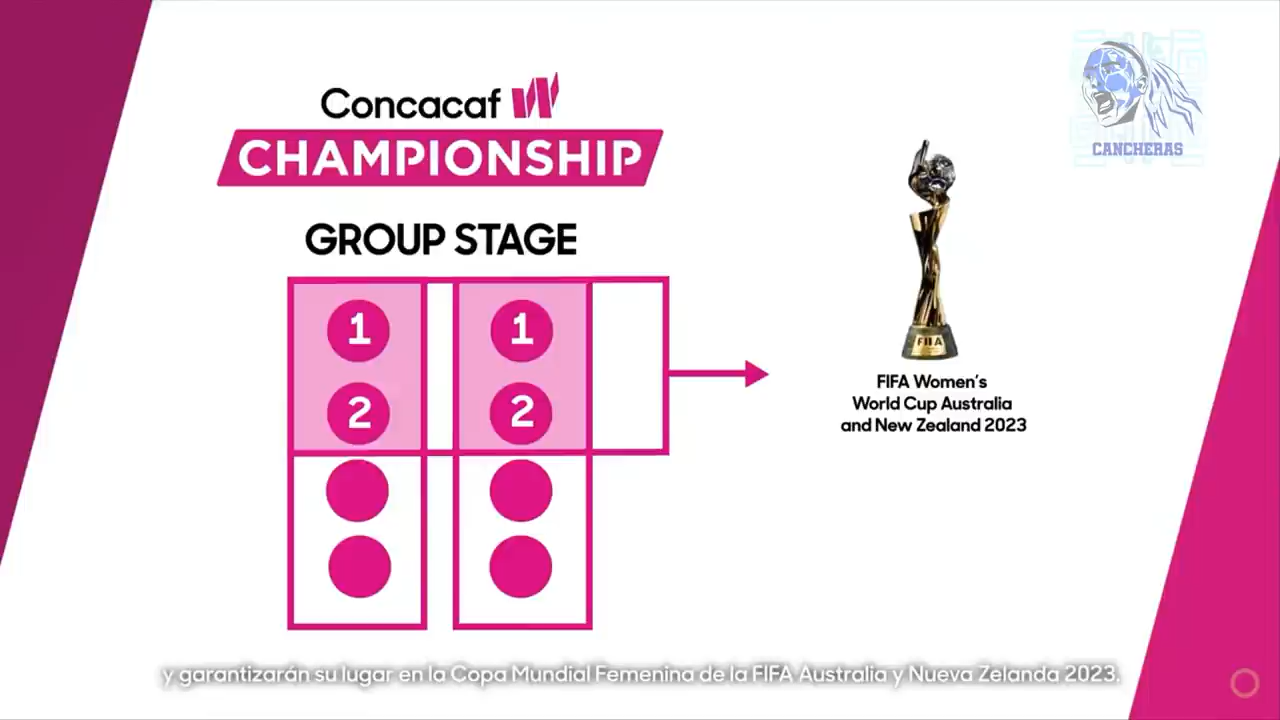 Concacaf W
CHAMPIONSHIP
CANCHERAS
GROUP STAGE
1 1
2 2
FIFA
FIFA Women's
World Cup Australia
and New Zealand 2023
y garantizarán su lugar en la Copa Mundial Femenina de la FIFA Australia y Nueva Zelanda 2023.